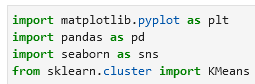 import matplotlib.pyplot as plt
import pandas as pd
import seaborn as sns
from sklearn.cluster import KMeans